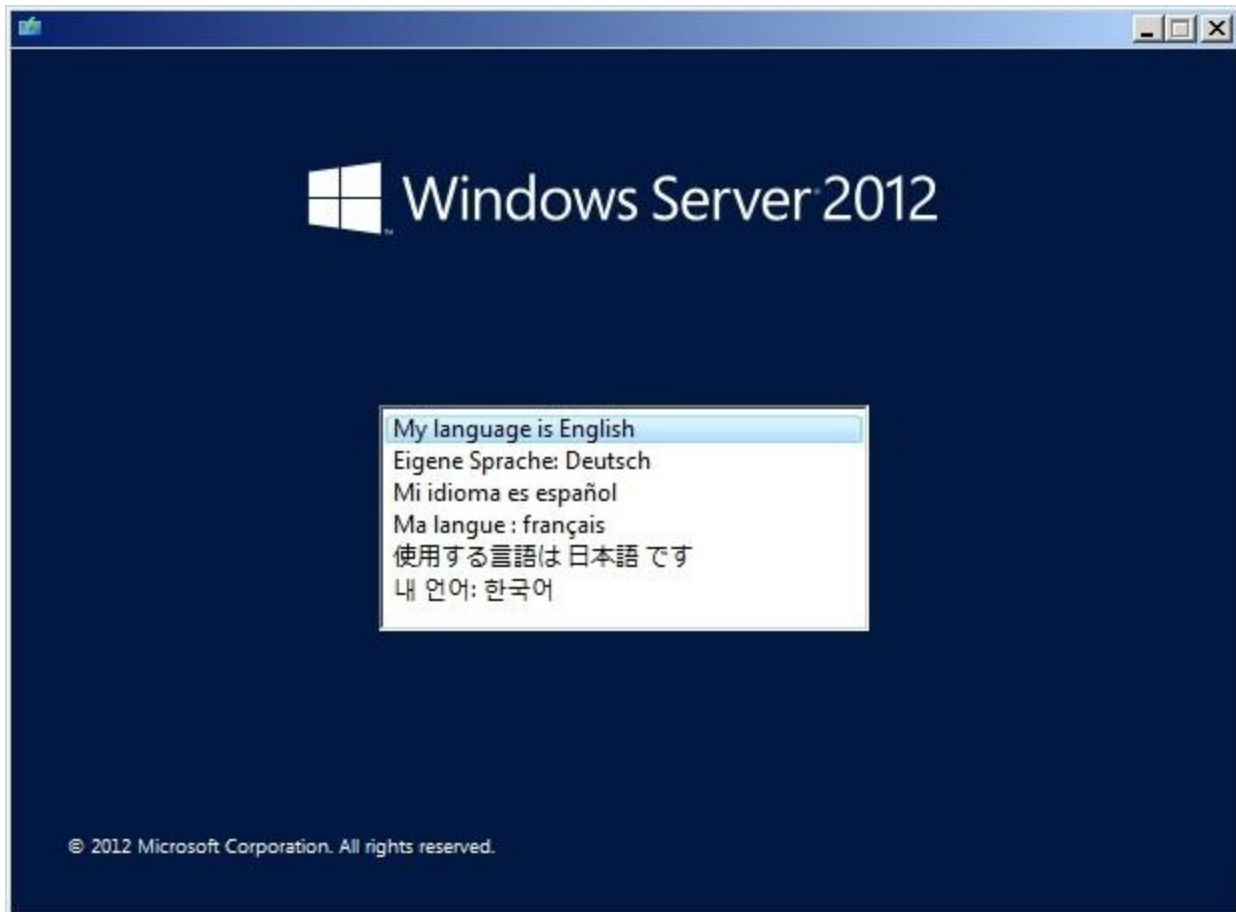 Windows Server 2012
My language is English
Eigene Sprache: Deutsch
Mi idioma es español
Ma langue : français
使用する言語は 日本語 です
내 언어: 한국어
© 2012 Microsoft Corporation. All rights reserved.